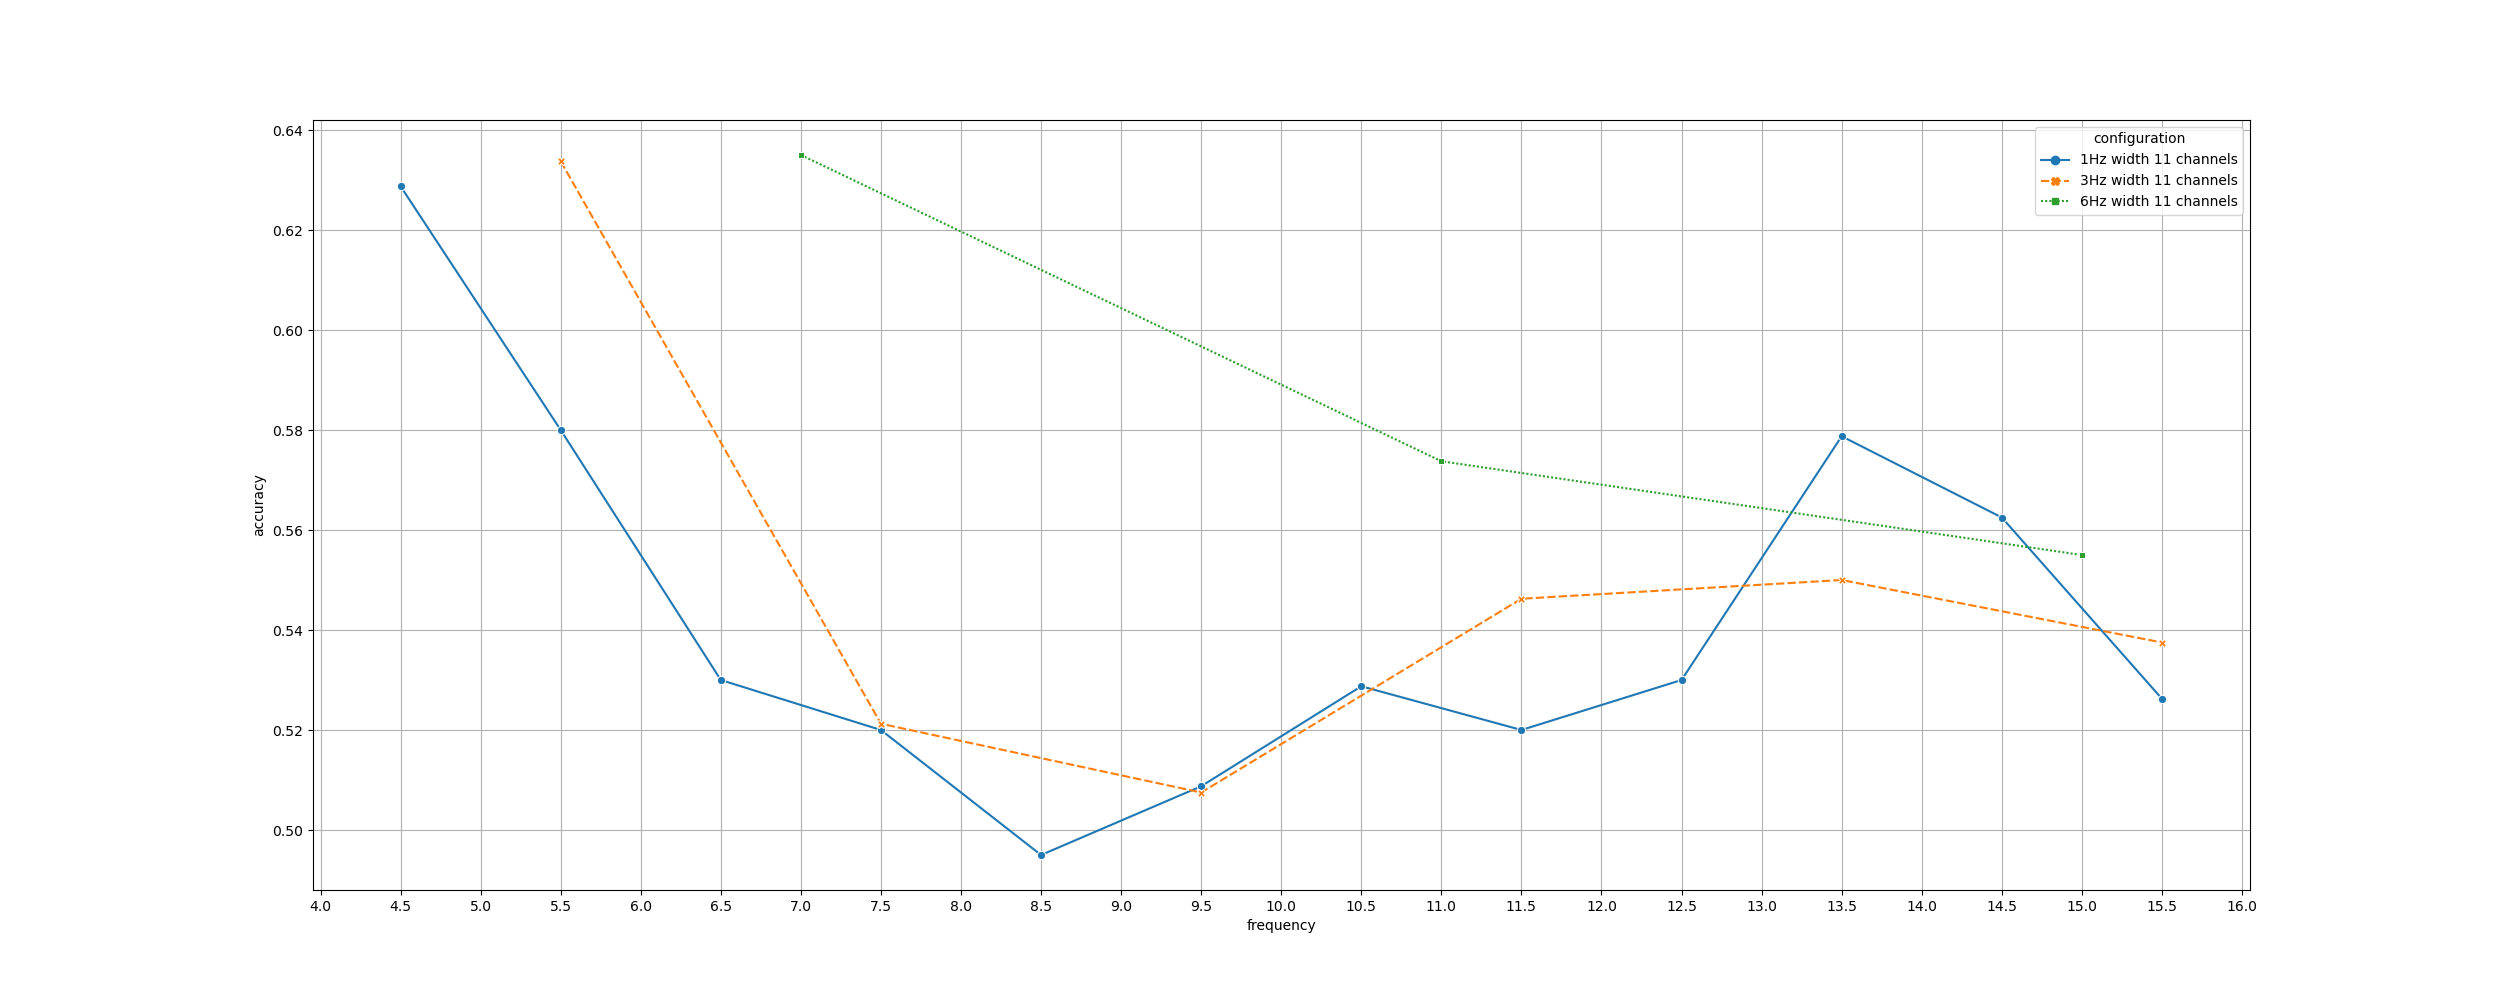 configuration
1Hz width 11 channels
3Hz width 11 channels
6Hz width 11 channels
0.64
0.62
0.60
0.58
0.56
0.54
0.52
0.50
accuracy
4.0 4.5 5.0 5.5 6.0 6.5 7.0 7.5 8.0 8.5 9.0 9.5 10.0 10.5 11.0 11.5 12.0 12.5 13.0 13.5 14.0 14.5 15.0 15.5 16.0
frequency